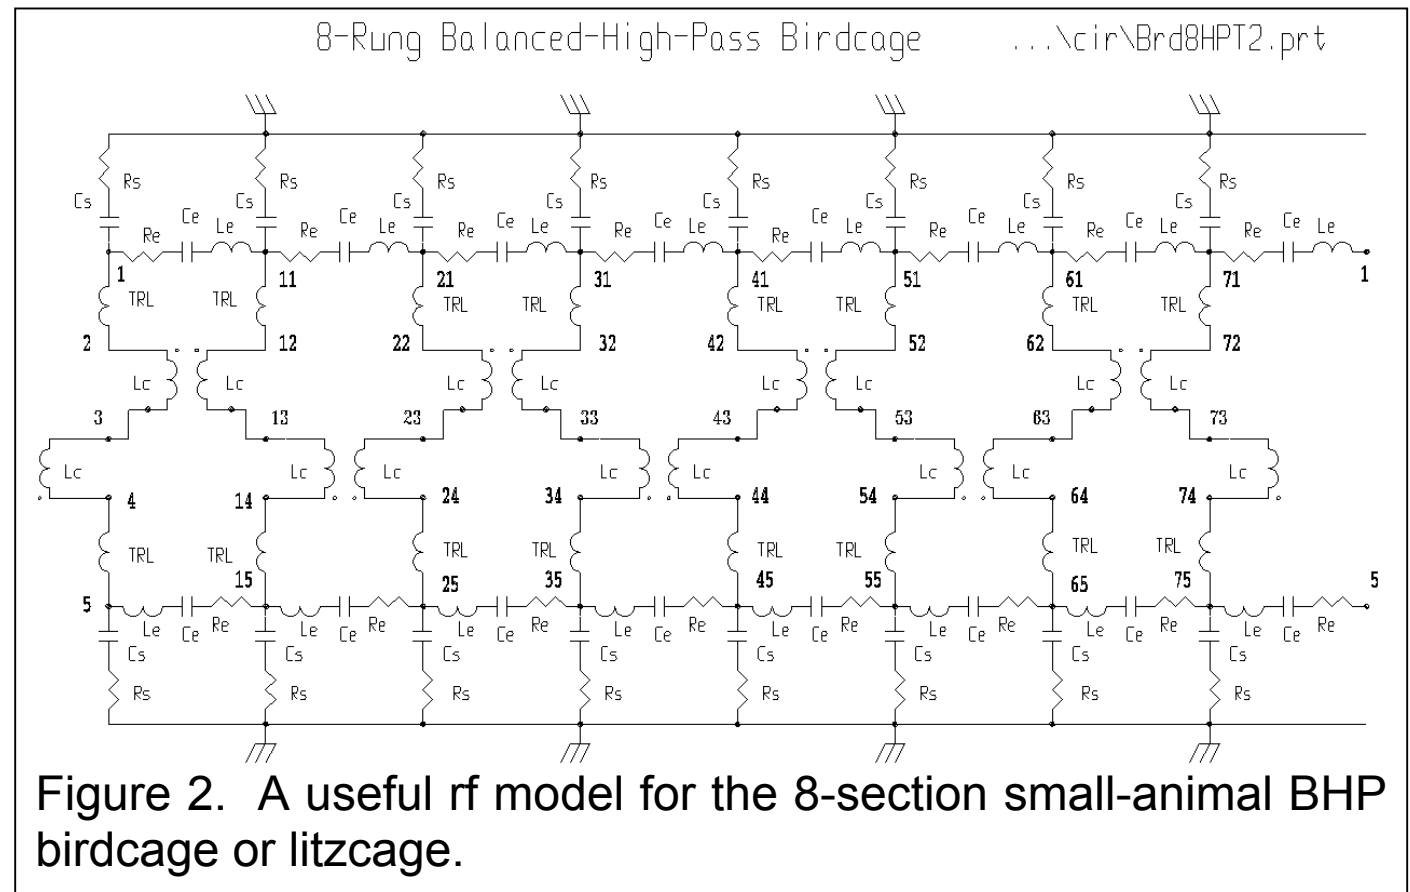 8-Rung Balanced-High-Pass Birdcage ...\cir\Brd8HPT2.prt
Rs Rs Rs Rs Rs Rs Rs Rs
Cs Cs Cs Cs Cs Cs Cs Cs
Re Ce Le Re Ce Le Re Ce Le Re Ce Le Re Ce Le Re Ce Le Re Ce Le Re Ce Le
1 11 21 31 41 51 61 71 1
TRL TRL TRL TRL TRL TRL TRL TRL
2 12 22 32 42 52 62 72
Lc Lc Lc Lc Lc Lc Lc Lc
3 13 23 33 43 53 63 73
Lc Lc Lc Lc Lc Lc Lc Lc
4 14 24 34 44 54 64 74
TRL TRL TRL TRL TRL TRL TRL TRL
5 15 25 35 45 55 65 75 5
Le Ce Re Le Ce Re Le Ce Re Le Ce Re Le Ce Re Le Ce Re Le Ce Re Le Ce Re
Cs Cs Cs Cs Cs Cs Cs Cs
Rs Rs Rs Rs Rs Rs Rs Rs
Figure 2. A useful rf model for the 8-section small-animal BHP
birdcage or litzcage.